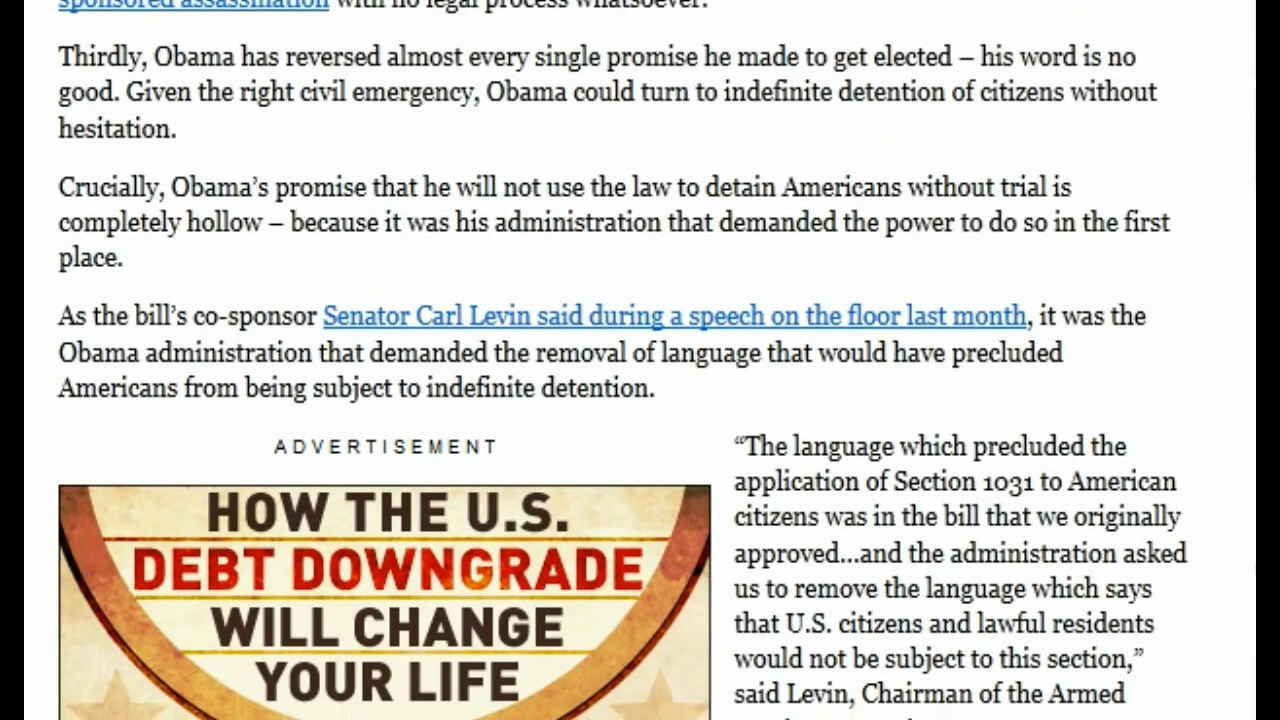 sponsored assassination with no legal process whatsoever.
Thirdly, Obama has reversed almost every single promise he made to get elected – his word is no
good. Given the right civil emergency, Obama could turn to indefinite detention of citizens without
hesitation.
Crucially, Obama’s promise that he will not use the law to detain Americans without trial is
completely hollow – because it was his administration that demanded the power to do so in the first
place.
As the bill’s co-sponsor Senator Carl Levin said during a speech on the floor last month, it was the
Obama administration that demanded the removal of language that would have precluded
Americans from being subject to indefinite detention.
ADVERTISEMENT
HOW THE U.S.
DEBT DOWNGRADE
WILL CHANGE
YOUR LIFE
“The language which precluded the
application of Section 1031 to American
citizens was in the bill that we originally
approved…and the administration asked
us to remove the language which says
that U.S. citizens and lawful residents
would not be subject to this section,”
said Levin, Chairman of the Armed